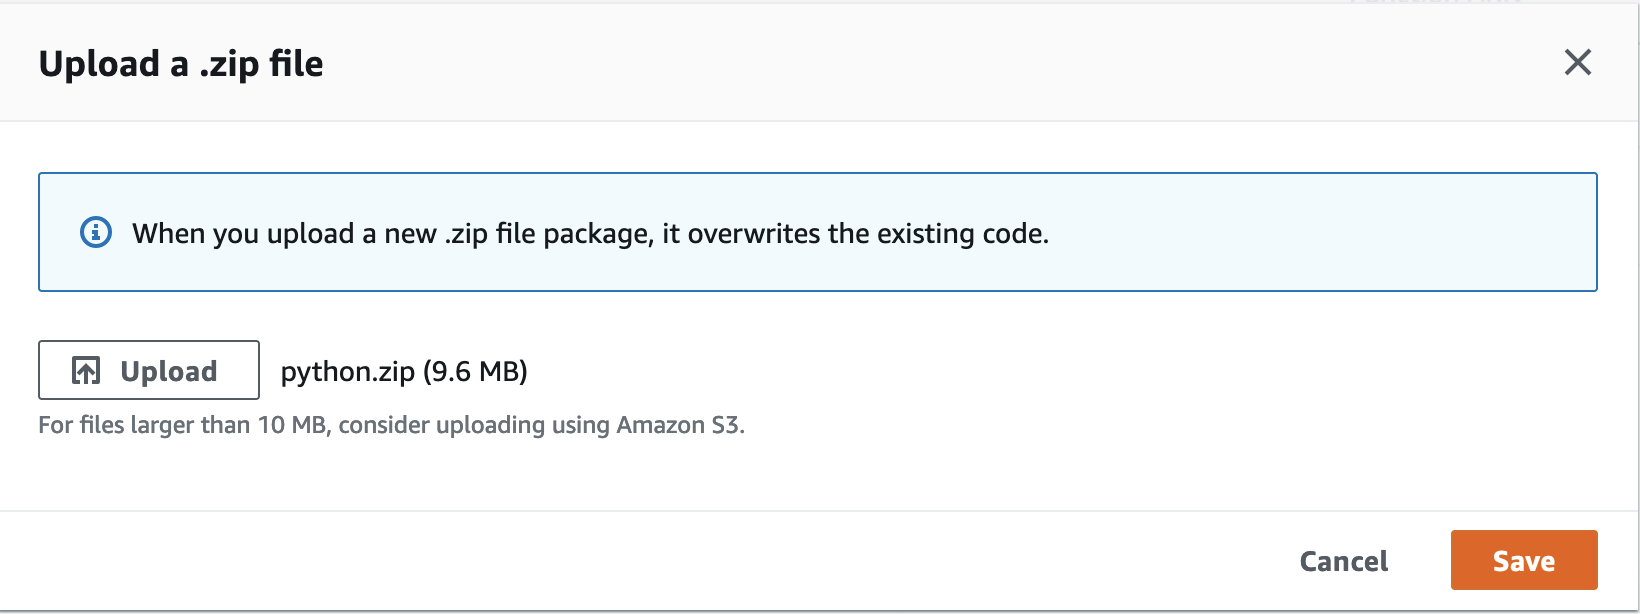 Upload a .zip file
When you upload a new .zip file package, it overwrites the existing code.
Upload python.zip (9.6 MB)
For files larger than 10 MB, consider uploading using Amazon S3.
Cancel Save